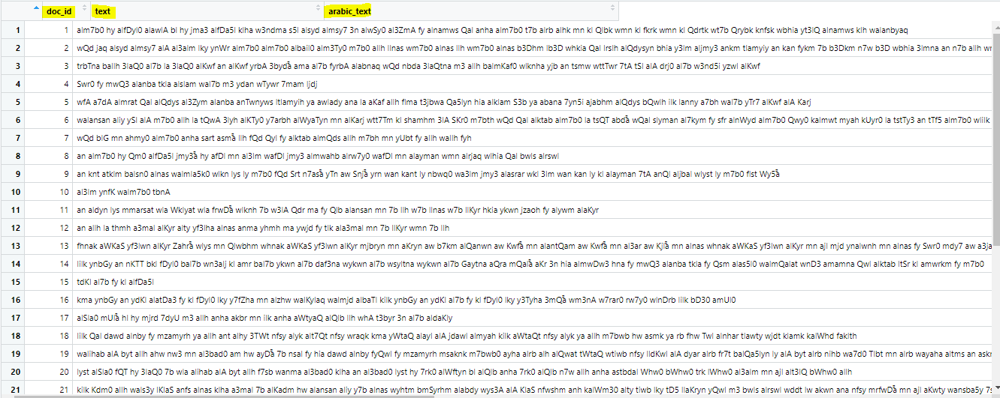 doc_id text arabic_text
1 1 alm7b0 hy alfDyl0 alawlA bl hy jma3 alfDa5l klha w3ndma s5l alsyd almsy7 3n alwSy0 al3ZmA fy alnamws Qal anha alm7b0 t7b alrb alhk mn kl Qlbk wmn kl fkrk wmn kl Qdrtk wt7b Qrybk knfsk wbhia yt3lQ alnamws klh walanbyaq
2 2 wQd jaq alsyd almsy7 alA al3alm lky ynWr alm7b0 alm7b0 albail0 alm3Ty0 m7b0 allh llnas wm7b0 alnas llh wm7b0 alnas b3Dhm lb3D whkia Qal lrslh alQdysyn bhia y3lm aljmy3 ankm tlamyiy an kan fykm 7b b3Dkm n7w b3D wbhia 3lmna an n7b allh wn
3 3 trbTna ballh 3laQ0 al7b la 3laQ0 alKwf an alKwf yrbA 3bydậ ama al7b fyrbA alabnaq wQd nbda 3laQtna m3 allh balmKaf0 wlknha yjb an tsmw wttTwr 7tA tSl alA drj0 al7b w3nd5i yzwl alKwf
4 4 Swr0 fy mwQ3 alanba tkla alslam wal7b m3 ydan wTywr 7mam ljdj
5 5 wfA a7dA almrat Qal alQdys al3Zym alanba anTwnyws ltlamyih ya awlady ana la aKaf allh flma t3jbwa Qa5lyn hia alklam S3b ya abana 7yn5i ajabhm alQdys bQwlh ilk lanny a7bh wal7b yTr7 alKwf alA Karj
6 6 walansan aliy ySl alA m7b0 allh la tQwA 3lyh alKTy0 y7arbh alWyaTyn mn alKarj wtt7Tm kl shamhm 3lA SKr0 m7bth wQd Qal alktab alm7b0 la tsQT abdậ wQal slyman al7kym fy sfr alnWyd alm7b0 Qwy0 kalmwt myah kUyr0 la tstTy3 an tTf5 alm7b0 wlilk
7 7 wQd blG mn ahmy0 alm7b0 anha sart asmậ llh fQd Qyl fy alktab almQds allh m7bh mn yUbt fy allh wallh fyh
8 8 an alm7b0 hy Qm0 alfDa5l jmy3ậ hy afDl mn al3lm wafDl jmy3 almwahb alrw7y0 wafDl mn alayman wmn alrjaq wlhia Qal bwls alrswl
9 9 an knt atklm balsn0 alnas walmla5k0 wlkn lys ly m7b0 fQd Srt n7asậ yTn aw Snjậ yrn wan kant ly nbwq0 wa3lm jmy3 alasrar wkl 3lm wan kan ly kl alayman 7tA anQl aljbal wlyst ly m7b0 flst Wy5ậ
10 10 al3lm ynfK walm7b0 tbnA
11 11 an aldyn lys mmarsat wla Wklyat wla frwDậ wlknh 7b w3lA Qdr ma fy Qlb alansan mn 7b llh w7b llnas w7b llKyr hkia ykwn jzaoh fy alywm alaKyr
12 12 an allh la thmh a3mal alKyr alty yf3lha alnas anma yhmh ma ywjd fy tlk ala3mal mn 7b llKyr wmn 7b llh
13 13 fhnak aWKaS yf3lwn alKyr Zahrậ wlys mn Qlwbhm whnak aWKaS yf3lwn alKyr mjbryn mn aKryn aw b7km alQanwn aw Kwfậ mn alantQam aw Kwfậ mn al3ar aw Kjlậ mn alnas whnak aWKaS yf3lwn alKyr mn ajl mjd ynalwnh mn alnas fy Swr0 mdy7 aw a3ja
14 14 lilk ynbGy an nKTT bkl fDyl0 bal7b wn3alj kl amr bal7b ykwn al7b daf3na wykwn al7b wsyltna wykwn al7b Gaytna aQra mQalậ aKr 3n hia almwDw3 hna fy mwQ3 alanba tkla fy Qsm alas5l0 walmQalat wnD3 amamna Qwl alktab ltSr kl amwrkm fy m7b0
15 15 tdKl al7b fy kl alfDa5l
16 16 kma ynbGy an ydKl alatDa3 fy kl fDyl0 lky y7fZha mn alzhw walKylaq walmjd albaTl kilk ynbGy an ydKl al7b fy kl fDyl0 lky y3Tyha 3mQậ wm3nA w7rar0 rw7y0 wlnDrb lilk bD30 amUl0
17 17 alSla0 mUlậ hl hy mjrd 7dyU m3 allh anha akbr mn ilk anha aWtyaQ alQlb llh whA t3byr 3n al7b aldaKly
18 18 lilk Qal dawd alnby fy mzamyrh ya allh ant alhy 3TWt nfsy alyk alt7Qt nfsy wraqk kma yWtaQ alayl alA jdawl almyah kilk aWtaQt nfsy alyk ya allh m7bwb hw asmk ya rb fhw Twl alnhar tlawty wjdt klamk kalWhd faklth
19 19 walihab alA byt allh ahw nw3 mn al3bad0 am hw ayDậ 7b nsal fy hia dawd alnby fyQwl fy mzamyrh msaknk m7bwb0 ayha alrb alh alQwat tWtaQ wtiwb nfsy lldKwl alA dyar alrb fr7t balQa5lyn ly alA byt alrb nihb wa7d0 Tlbt mn alrb wayaha altms an askn
20 20 lyst alSla0 fQT hy 3laQ0 7b wla alihab alA byt allh f7sb wanma al3bad0 klha an al3bad0 lyst hy 7rk0 alWftyn bl alQlb anha 7rk0 alQlb n7w allh anha astbdal Whw0 bWhw0 trk lWhw0 al3alm mn ajl alt3lQ bWhw0 allh
21 21 kilk Kdm0 allh wals3y lKlaS anfs alnas klha a3mal 7b alKadm hw alansan aliy y7b alnas wyhtm bmSyrhm alabdy wys3A alA KlaS nfwshm anh kalWm30 alty tiwb lky tD5 llaKryn yQwl m3 bwls alrswl wddt lw akwn ana nfsy mrfwDậ mn ajl aKwty wansba5y